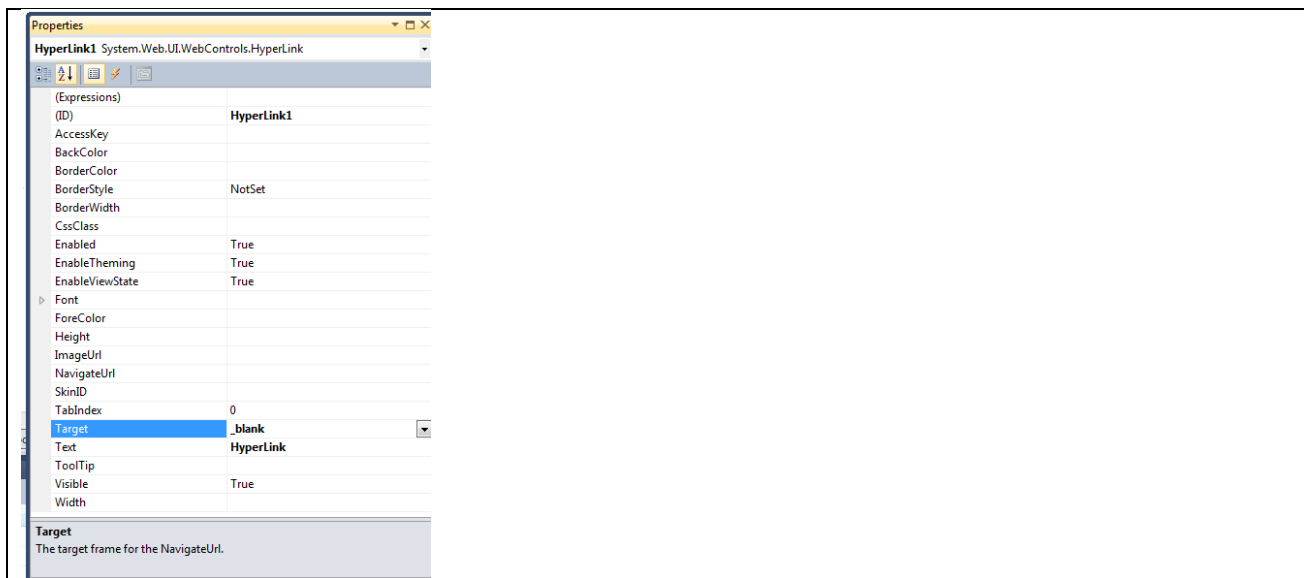 Properties
HyperLink1 System.Web.UI.WebControls.HyperLink
(Expressions)
(ID) HyperLink1
AccessKey
BackColor
BorderColor
BorderStyle NotSet
BorderWidth
CssClass
Enabled True
EnableTheming True
EnableViewState True
Font
ForeColor
Height
ImageUrl
NavigateUrl
SkinID
TabIndex 0
Target _blank
Text HyperLink
ToolTip
Visible True
Width
Target
The target frame for the NavigateUrl.